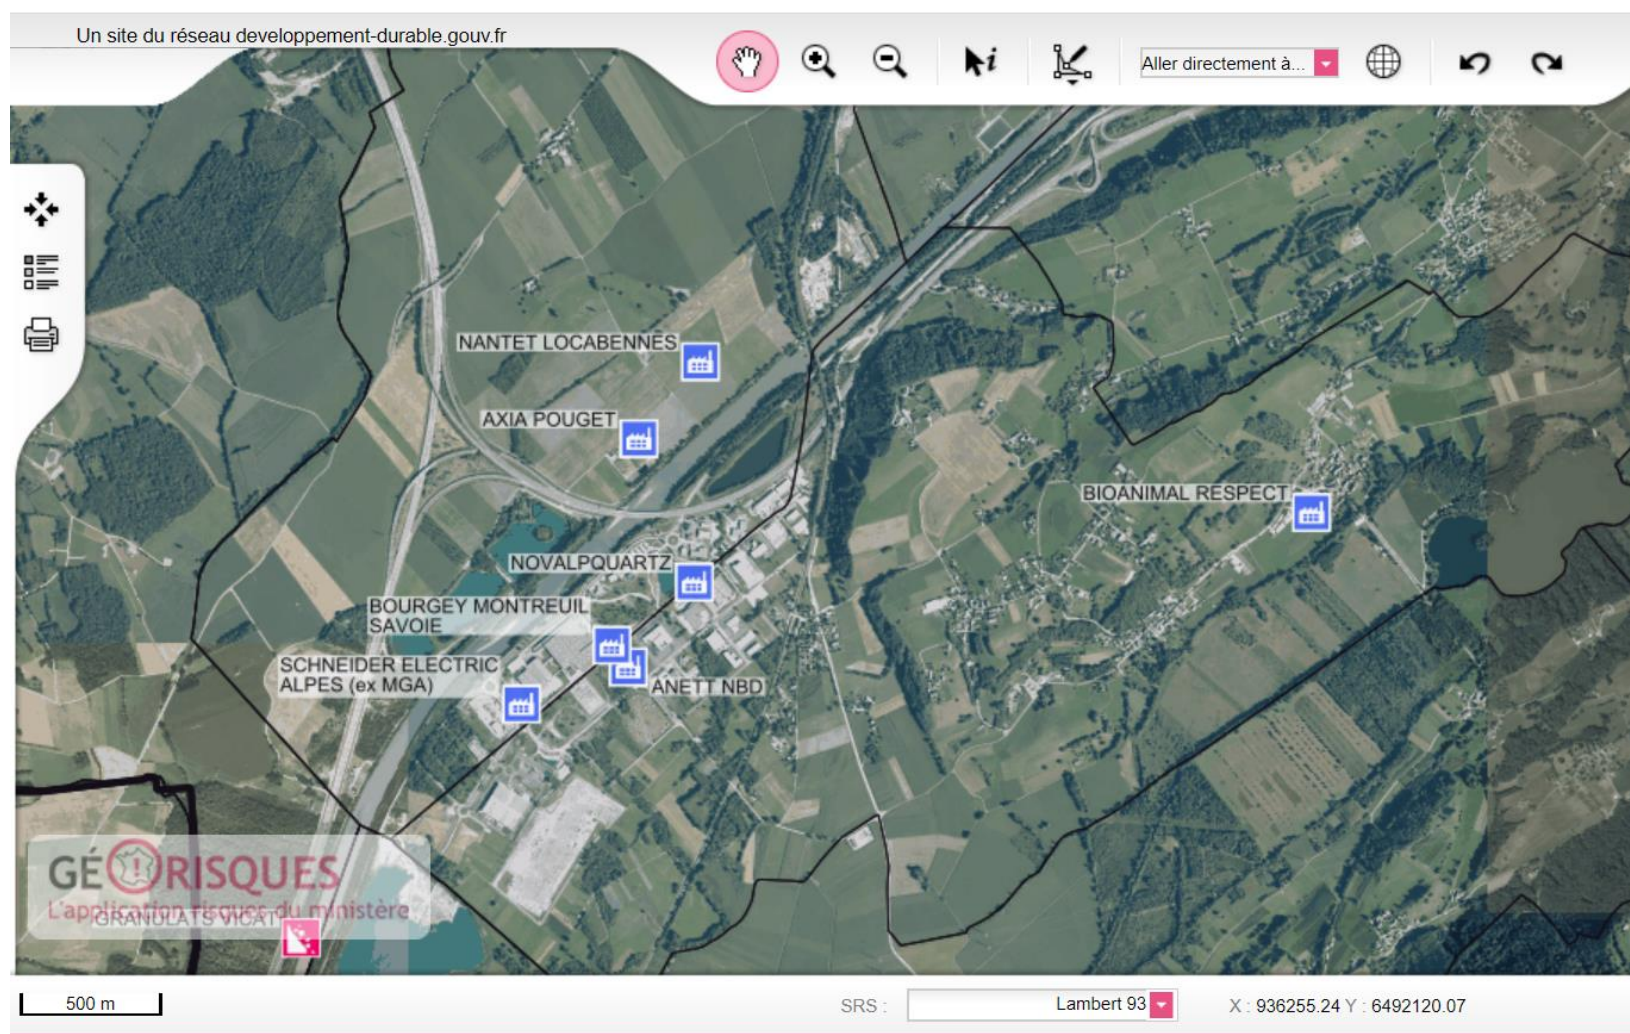 Un site du réseau developpement-durable.gouv.fr
Aller directement à...
NANTET LOCABENNES
AXIA POUGET
BIOANIMAL RESPECT
NOVALPQUARTZ
BOURGEY MONTREUIL
SAVOIE
SCHNEIDER ELECTRIC
ALPES (ex MGA)
ANETT NBD
GÉORISQUES
L'application risques du ministère
GRANULATS VICAT
500 m
SRS :
Lambert 93
X : 936255.24 Y : 6492120.07